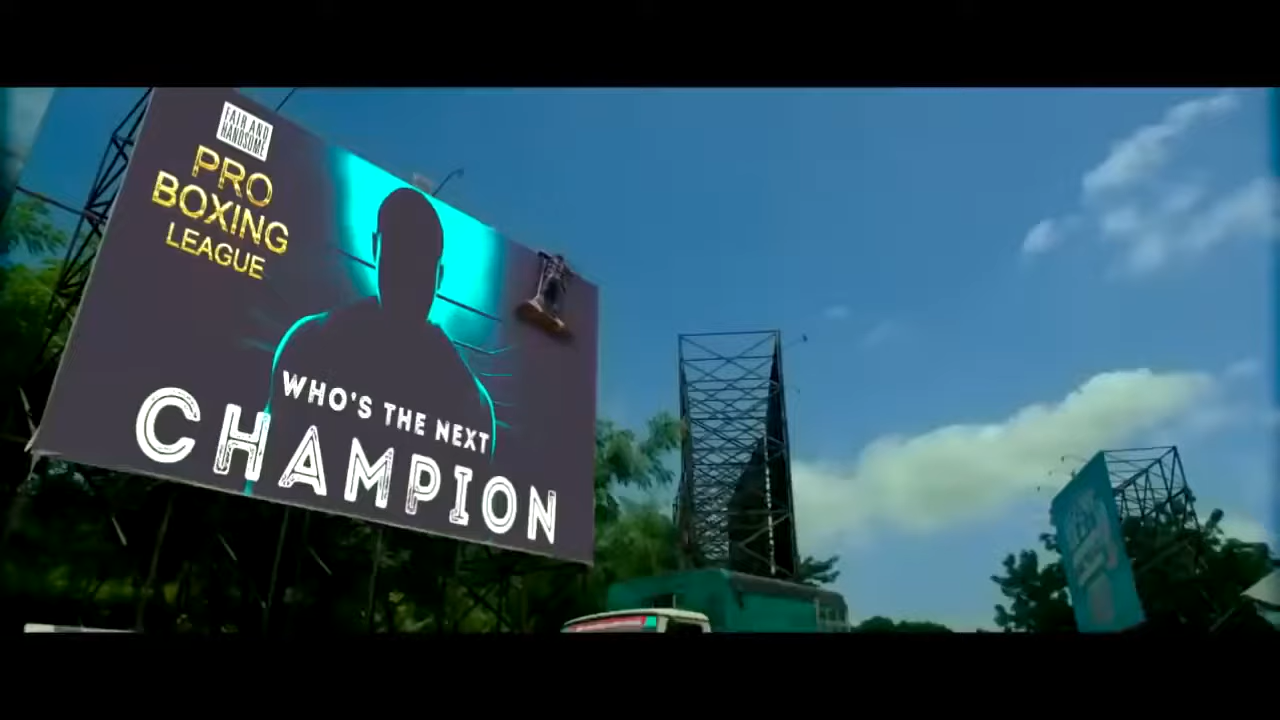 FAIR AND
HANDSOME
PRO
BOXING
LEAGUE
WHO'S THE NEXT
CHAMPION